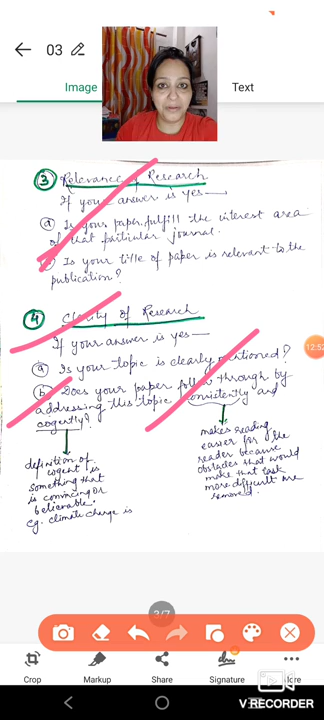 03
Image
Text
3 Relevance of Research
If your answer is yes—
a Is your paper fulfill the interest area
of that particular journal.
b Is your title of paper is relevant to the
publication?
4 Clarity of Research
If your answer is yes—
a Is your topic is clearly mentioned?
b Does your paper follow through by
addressing this topic consistently and
cogently?
definition of
cogent is
something that
is convincing or
believable.
eg. climate change is
makes reading
easier for the
reader because
obstacles that would
make that task
more difficult are
removed.
12:52
3/7
Crop
Markup
Share
Signature
More
V RECORDER